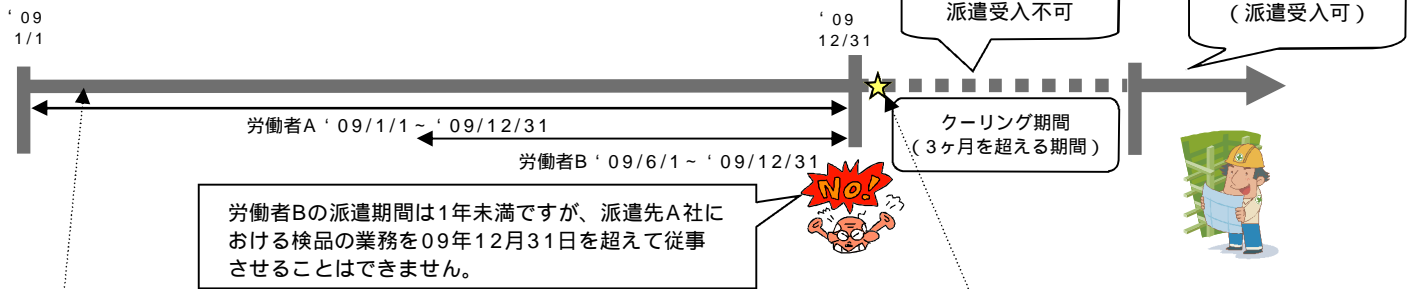 ‘09
1/1
‘09
12/31
派遣受入不可
（派遣受入可）
労働者A‘09/1/1～‘09/12/31
クーリング期間
（３ヶ月を超える期間）
労働者B‘09/6/1～‘09/12/31
No!
労働者Bの派遣期間は1年未満ですが、派遣先A社に
おける検品の業務を09年12月31日を超えて従事
させることはできません。